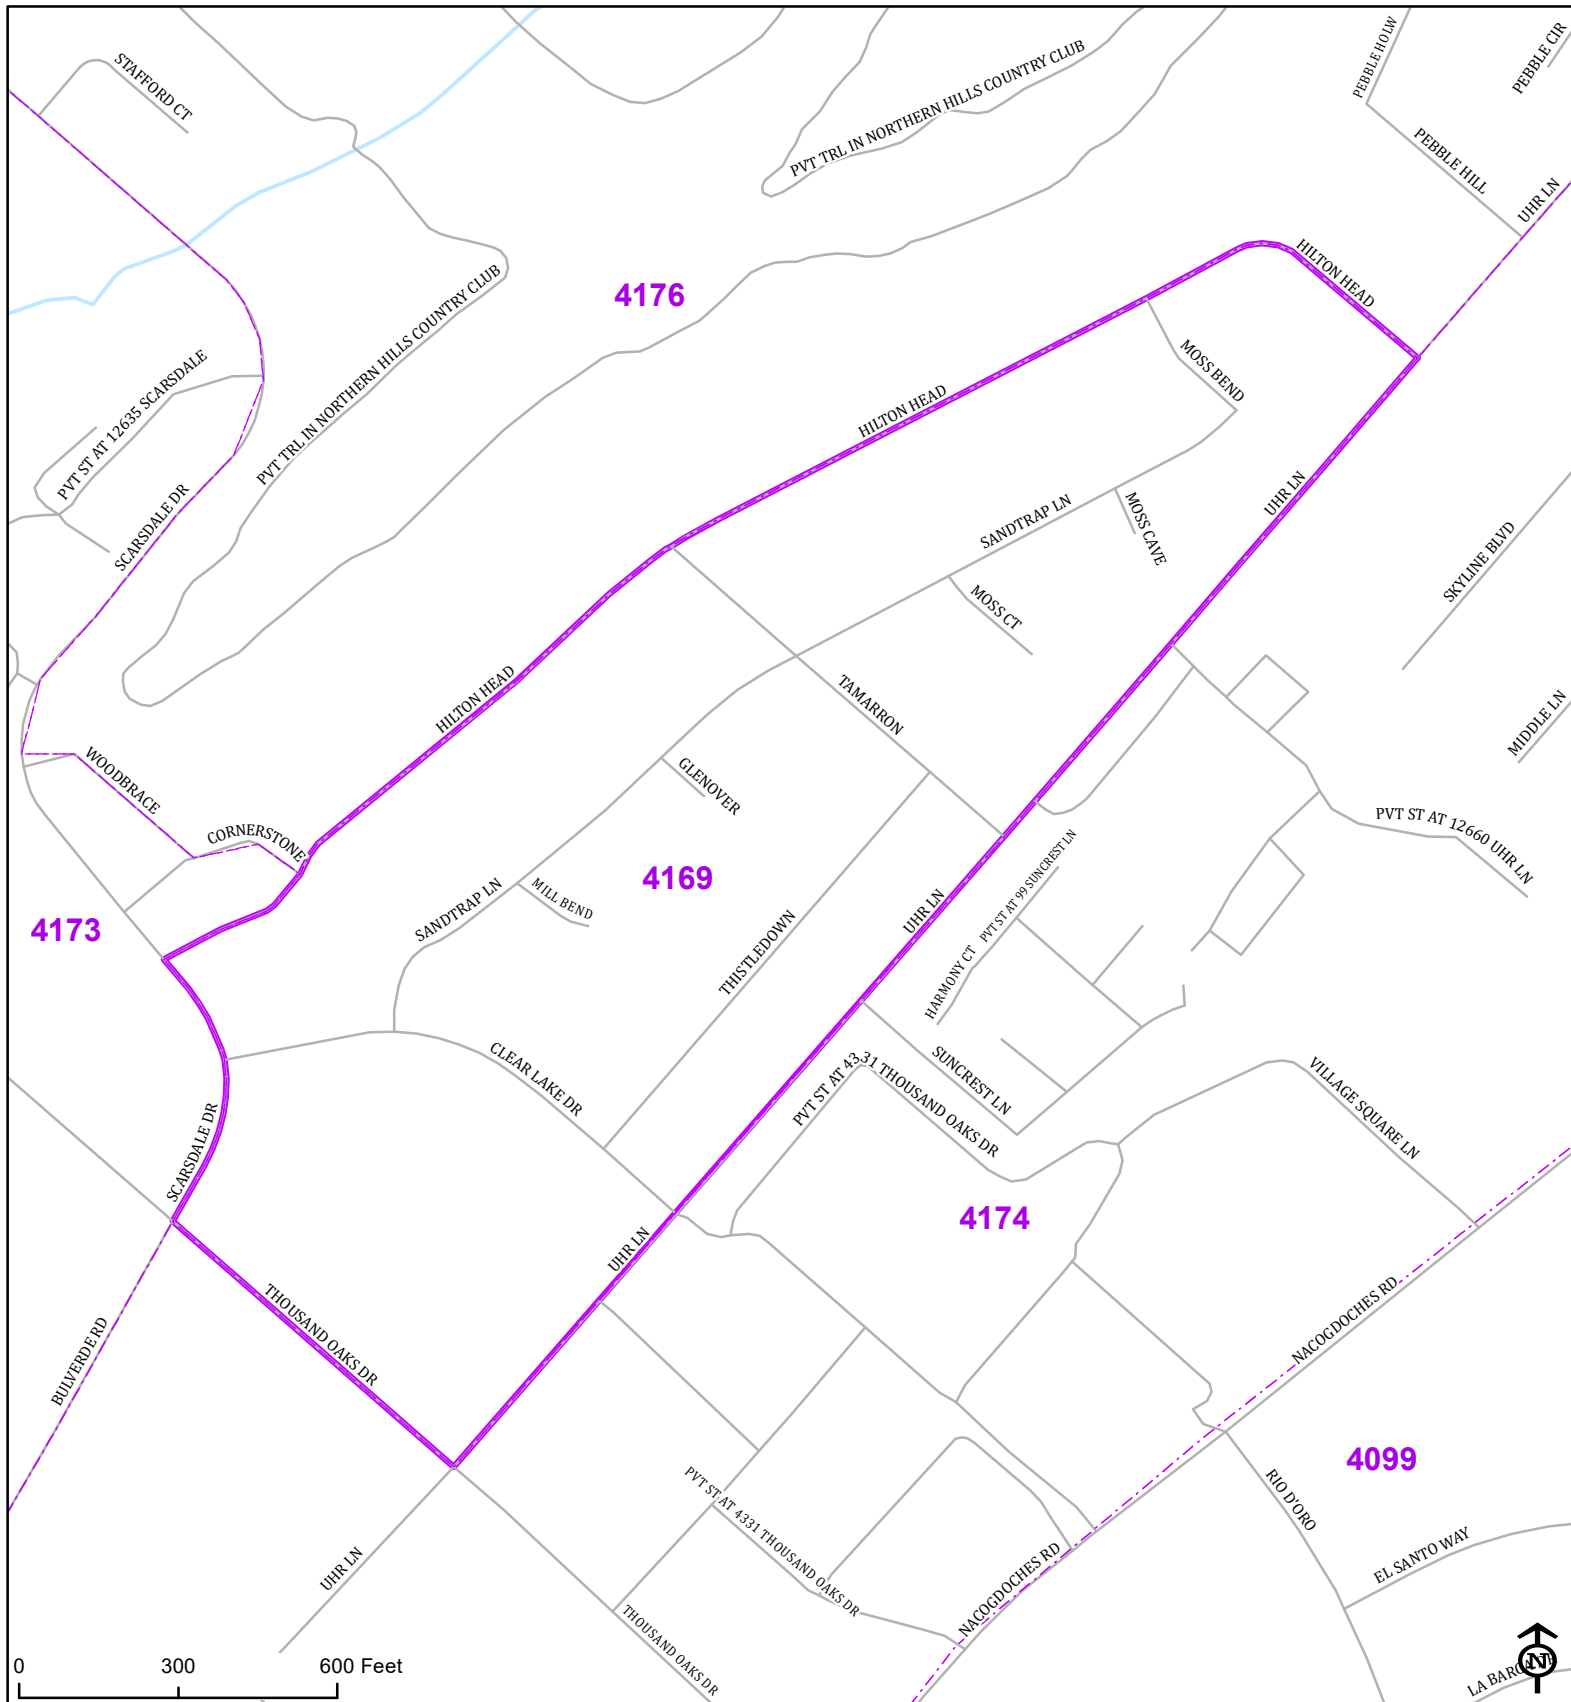 STAFFORD CT
PEBBLE HOLW
PEBBLE CIR
PVT TRL IN NORTHERN HILLS COUNTRY CLUB
PEBBLE HILL
UHR LN
HILTON HEAD
4176
PVT TRL IN NORTHERN HILLS COUNTRY CLUB
PVT ST AT 12635 SCARSDALE
MOSS BEND
HILTON HEAD
SCARSDALE DR
UHR LN
SANDTRAP LN
MOSS CAVE
SKYLINE BLVD
MOSS CT
HILTON HEAD
TAMARRON
MIDDLE LN
WOODBRACE
GLENOVER
CORNERSTONE
PVT ST AT 12660 UHR LN
4169
PVT ST AT 99 SUNCREST LN
4173
SANDTRAP LN
MILL BEND
UHR LN
THISTLEDOWN
HARMONY CT
CLEAR LAKE DR
SUNCREST LN
PVT ST AT 4331 THOUSAND OAKS DR
VILLAGE SQUARE LN
SCARSDALE DR
4174
UHR LN
THOUSAND OAKS DR
NACOGDOCHES RD
BULVERDE RD
4099
PVT ST AT 4331 THOUSAND OAKS DR
RIO D'ORO
EL SANTO WAY
UHR LN
NACOGDOCHES RD
THOUSAND OAKS DR
N
0 300 600 Feet